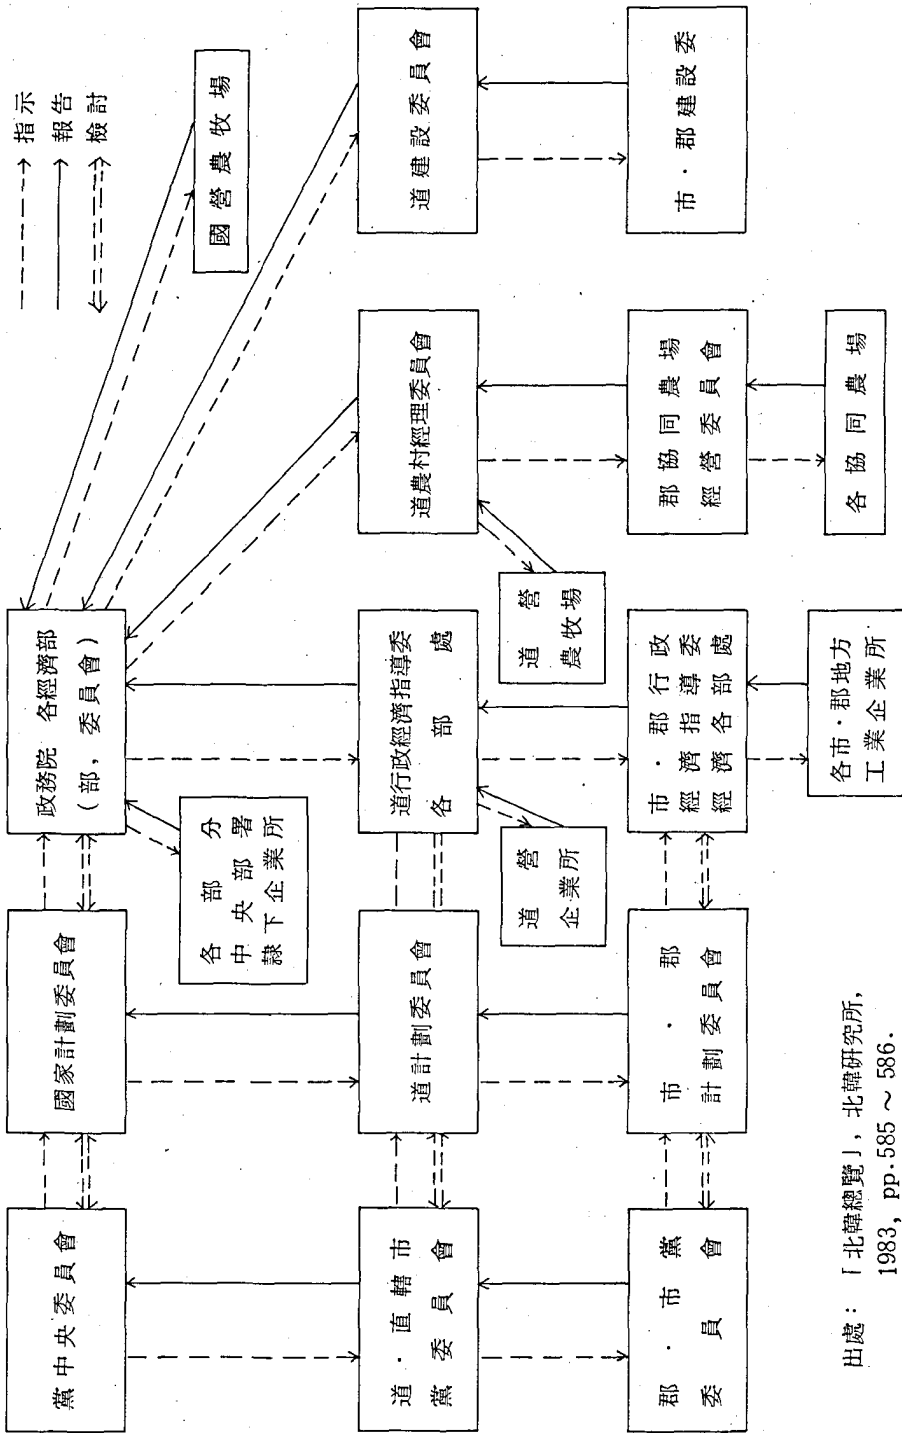 指示
報告
檢討
黨中央委員會
國家計劃委員會
政務院 各經濟部
(部, 委員會)
國營農牧場
各部分
中央部署
隷下企業所
道·直轄市
黨委員會
道計劃委員會
道行政經濟指導委
各部處
道農村經理委員會
道建設委員會
道營
企業所
道營
農牧場
郡·市黨
委員會
市·郡
計劃委員會
市·郡行政
經濟指導委
經濟各部處
郡協同農場
經營委員會
市·郡建設委
各市·郡地方
工業企業所
各協同農場
出處: 「北韓總覽」, 北韓硏究所,
1983, pp.585 ~ 586.